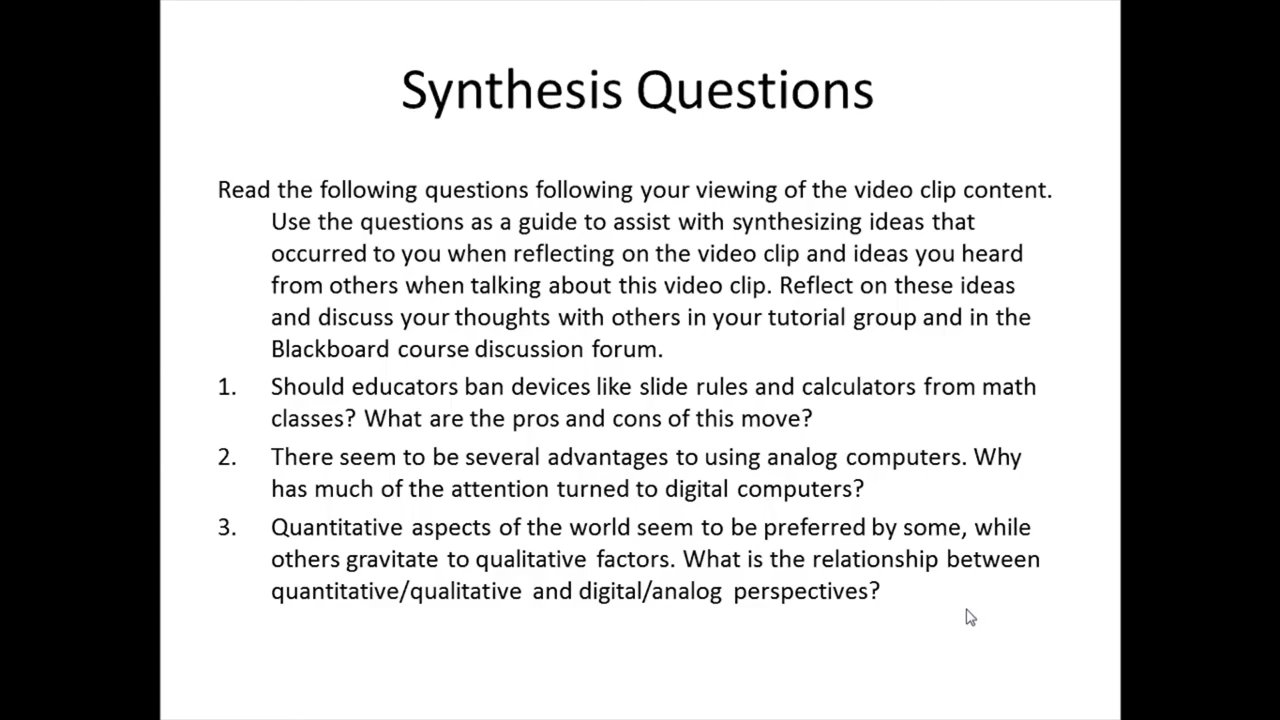 Synthesis Questions
Read the following questions following your viewing of the video clip content.
Use the questions as a guide to assist with synthesizing ideas that
occurred to you when reflecting on the video clip and ideas you heard
from others when talking about this video clip. Reflect on these ideas
and discuss your thoughts with others in your tutorial group and in the
Blackboard course discussion forum.
1. Should educators ban devices like slide rules and calculators from math
classes? What are the pros and cons of this move?
2. There seem to be several advantages to using analog computers. Why
has much of the attention turned to digital computers?
3. Quantitative aspects of the world seem to be preferred by some, while
others gravitate to qualitative factors. What is the relationship between
quantitative/qualitative and digital/analog perspectives?